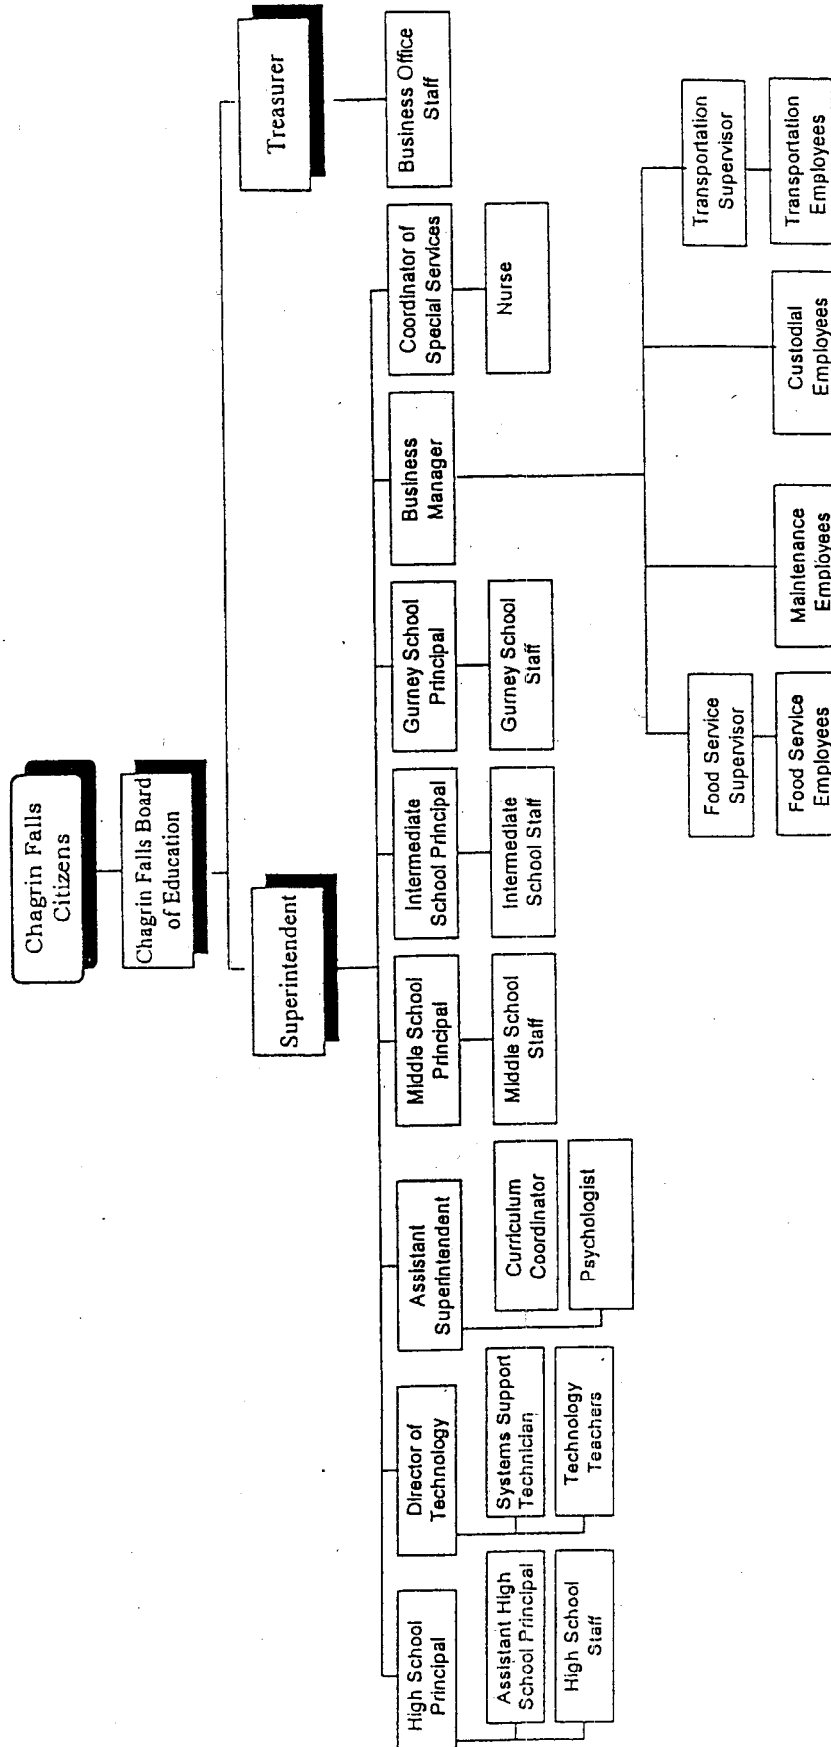 Chagrin Falls
Citizens
Chagrin Falls Board
of Education
Superintendent
Treasurer
High School
Principal
Director of
Technology
Assistant
Superintendent
Middle School
Principal
Intermediate
School Principal
Gurney School
Principal
Business
Manager
Coordinator of
Special Services
Business Office
Staff
Assistant High
School Principal
High School
Staff
Systems Support
Technician
Technology
Teachers
Curriculum
Coordinator
Psychologist
Middle School
Staff
Intermediate
School Staff
Gurney School
Staff
Nurse
Food Service
Supervisor
Transportation
Supervisor
Food Service
Employees
Maintenance
Employees
Custodial
Employees
Transportation
Employees